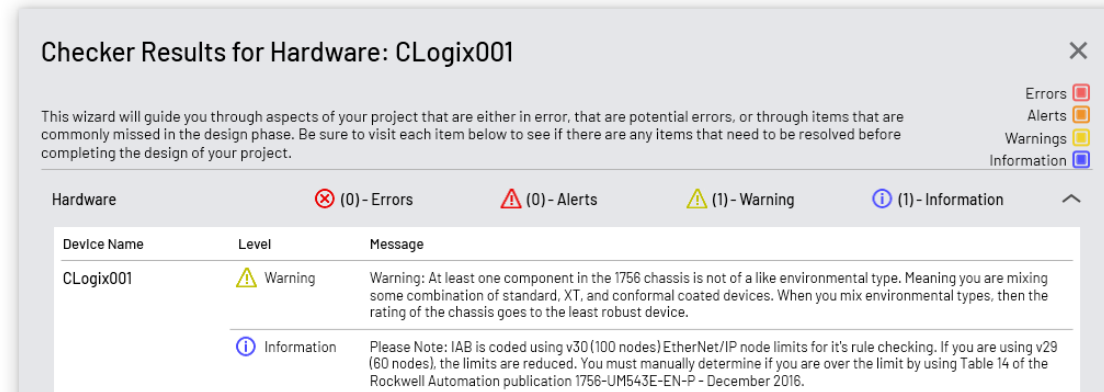 Checker Results for Hardware: CLogix001
Errors
Alerts
Warnings
Information
This wizard will guide you through aspects of your project that are either in error, that are potential errors, or through items that are
commonly missed in the design phase. Be sure to visit each item below to see if there are any items that need to be resolved before
completing the design of your project.
Hardware (0) - Errors (0) - Alerts (1) - Warning (1) - Information
Device Name Level Message
CLogix001 Warning Warning: At least one component in the 1756 chassis is not of a like environmental type. Meaning you are mixing
some combination of standard, XT, and conformal coated devices. When you mix environmental types, then the
rating of the chassis goes to the least robust device.
Information Please Note: IAB is coded using v30 (100 nodes) EtherNet/IP node limits for it's rule checking. If you are using v29
(60 nodes), the limits are reduced. You must manually determine if you are over the limit by using Table 14 of the
Rockwell Automation publication 1756-UM543E-EN-P - December 2016.